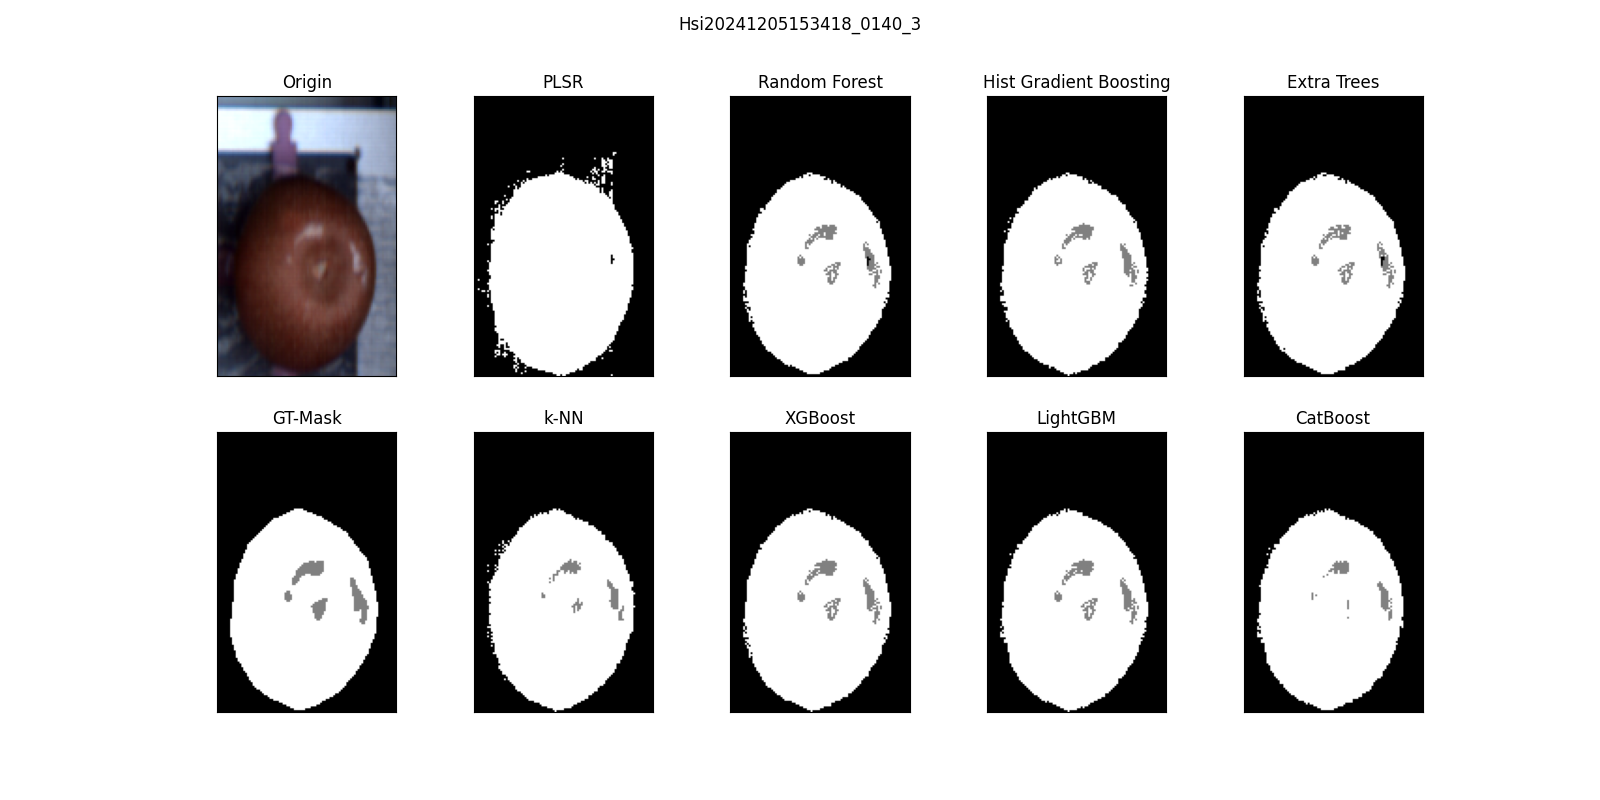 Hsi20241205153418_0140_3
Origin
PLSR
Random Forest
Hist Gradient Boosting
Extra Trees
GT-Mask
k-NN
XGBoost
LightGBM
CatBoost